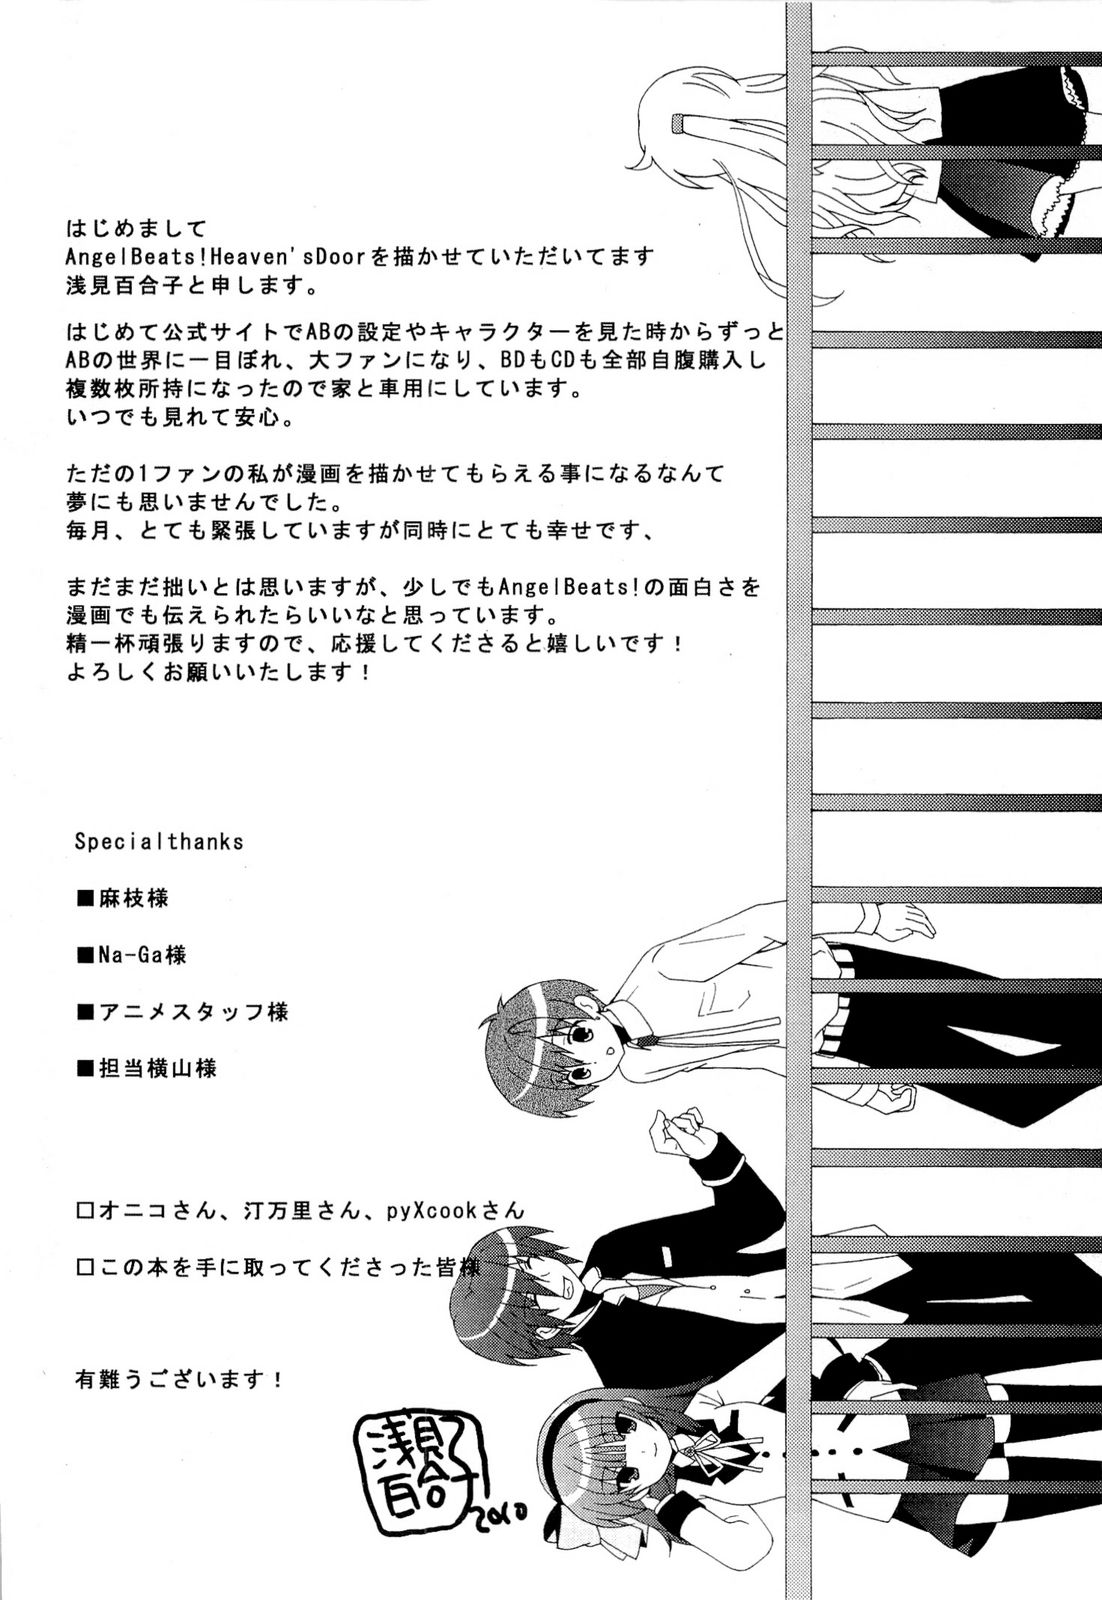 はじめまして
AngelBeats!Heaven'sDoorを描かせていただいてます
浅見百合子と申します。
はじめて公式サイトでABの設定やキャラクターを見た時からずっと
ABの世界に一目ぼれ、大ファンになり、BDもCDも全部自腹購入し
複数枚所持になったので家と車用にしています。
いつでも見れて安心。
ただの1ファンの私が漫画を描かせてもらえる事になるなんて
夢にも思いませんでした。
毎月、とても緊張していますが同時にとても幸せです、
まだまだ拙いとは思いますが、少しでもAngelBeats!の面白さを
漫画でも伝えられたらいいなと思っています。
精一杯頑張りますので、応援してくださると嬉しいです!
よろしくお願いいたします!
Specialthanks
■麻枝様
■Na-Ga様
■アニメスタッフ様
■担当横山様
□オニコさん、汀万里さん、pyXcookさん
□この本を手に取ってくださった皆様
有難うございます!
浅見
百合子
2010